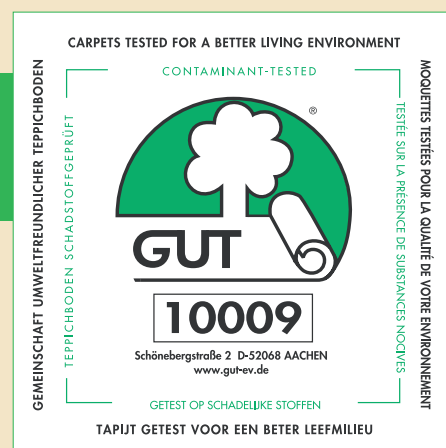 CARPETS TESTED FOR A BETTER LIVING ENVIRONMENT
CONTAMINANT-TESTED
GEMEINSCHAFT UMWELTFREUNDLICHER TEPPICHBODEN
TEPPICHBODEN SCHADSTOFFGEPRÜFT
TESTÉE SUR LA PRÉSENCE DE SUBSTANCES NOCIVES
MOQUETTES TESTÉES POUR LA QUALITÉ DE VOTRE ENVIRONNEMENT
®
GUT
10009
Schönebergstraße 2 D-52068 AACHEN
www.gut-ev.de
GETEST OP SCHADELIJKE STOFFEN
TAPIJT GETEST VOOR EEN BETER LEEFMILIEU